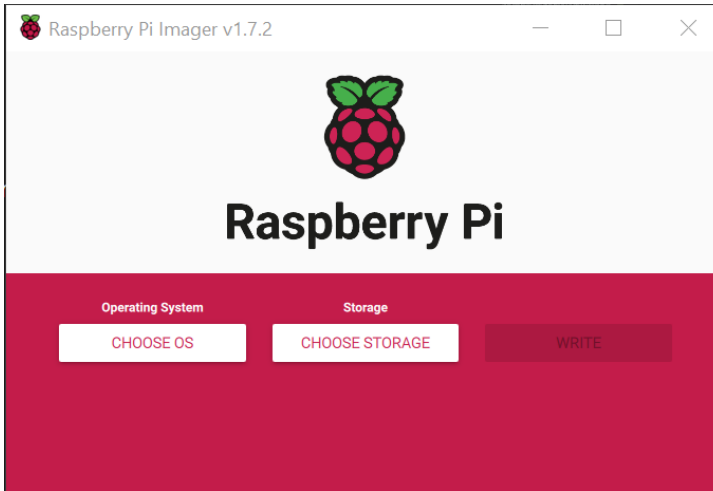 Raspberry Pi Imager v1.7.2
Raspberry Pi
Operating System
Storage
CHOOSE OS
CHOOSE STORAGE
WRITE